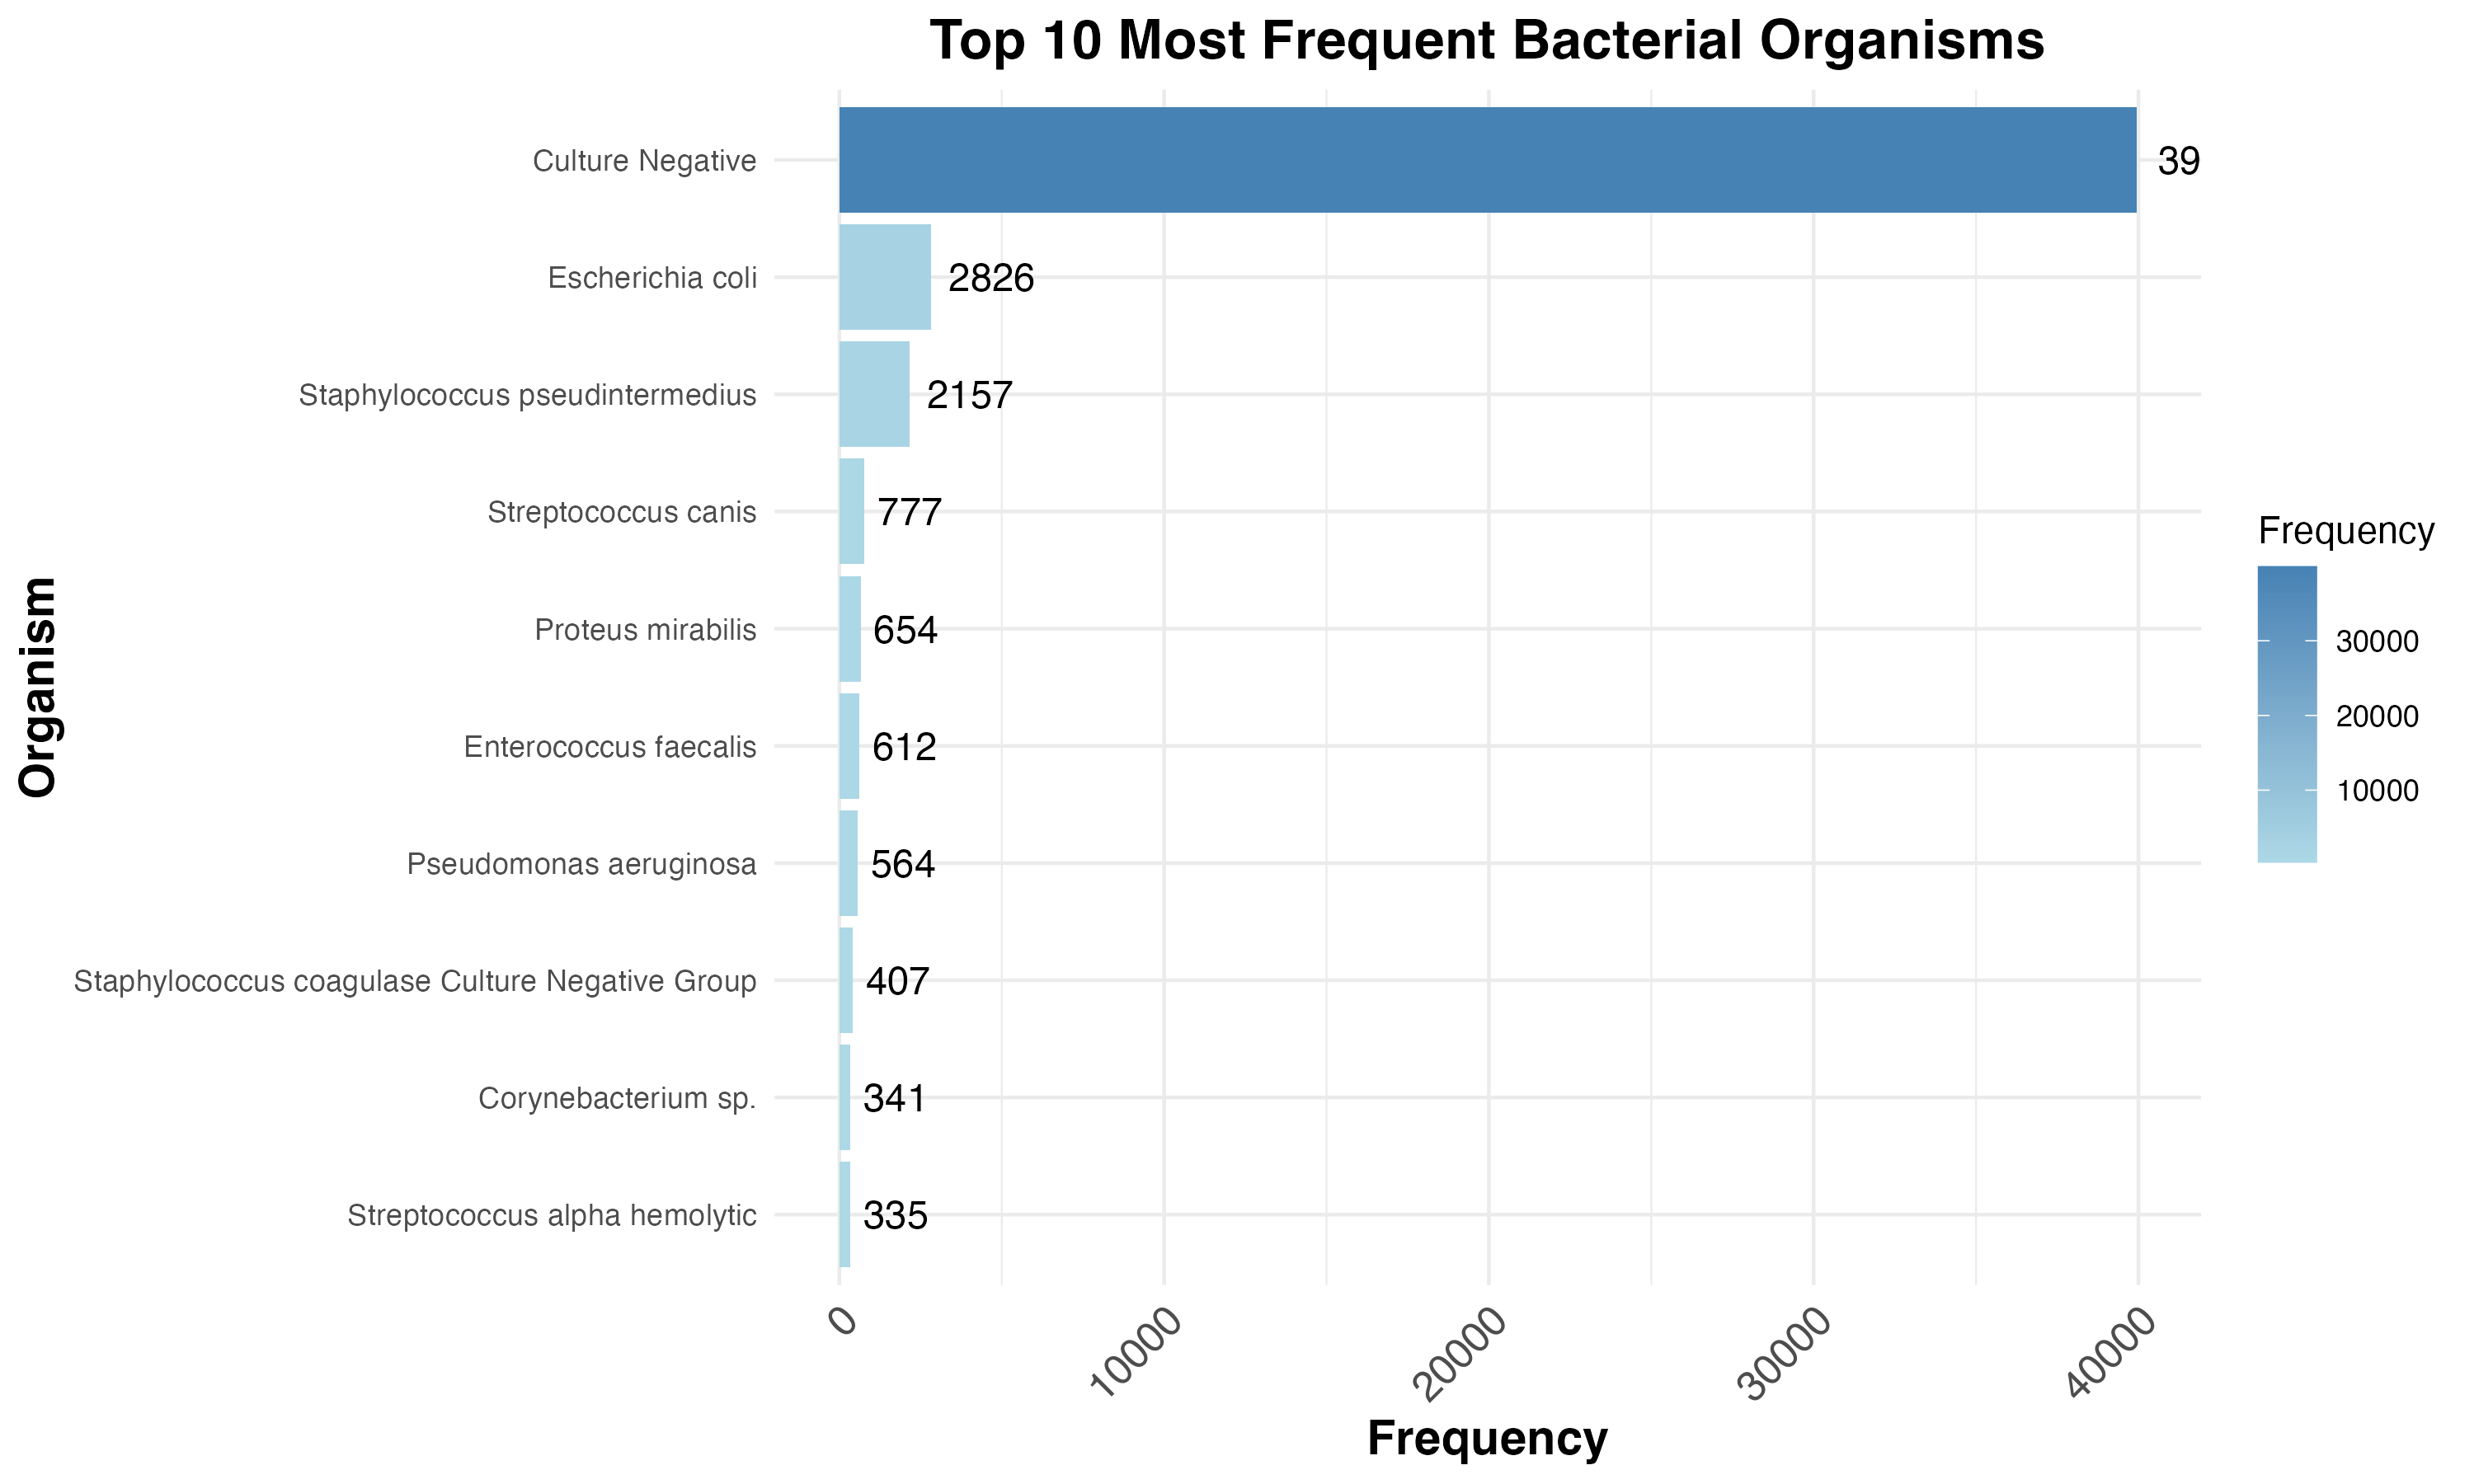 Top 10 Most Frequent Bacterial Organisms
Organism
Culture Negative 39
Escherichia coli 2826
Staphylococcus pseudintermedius 2157
Streptococcus canis 777
Proteus mirabilis 654
Enterococcus faecalis 612
Pseudomonas aeruginosa 564
Staphylococcus coagulase Culture Negative Group 407
Corynebacterium sp. 341
Streptococcus alpha hemolytic 335
0 10000 20000 30000 40000
Frequency
Frequency
30000
20000
10000